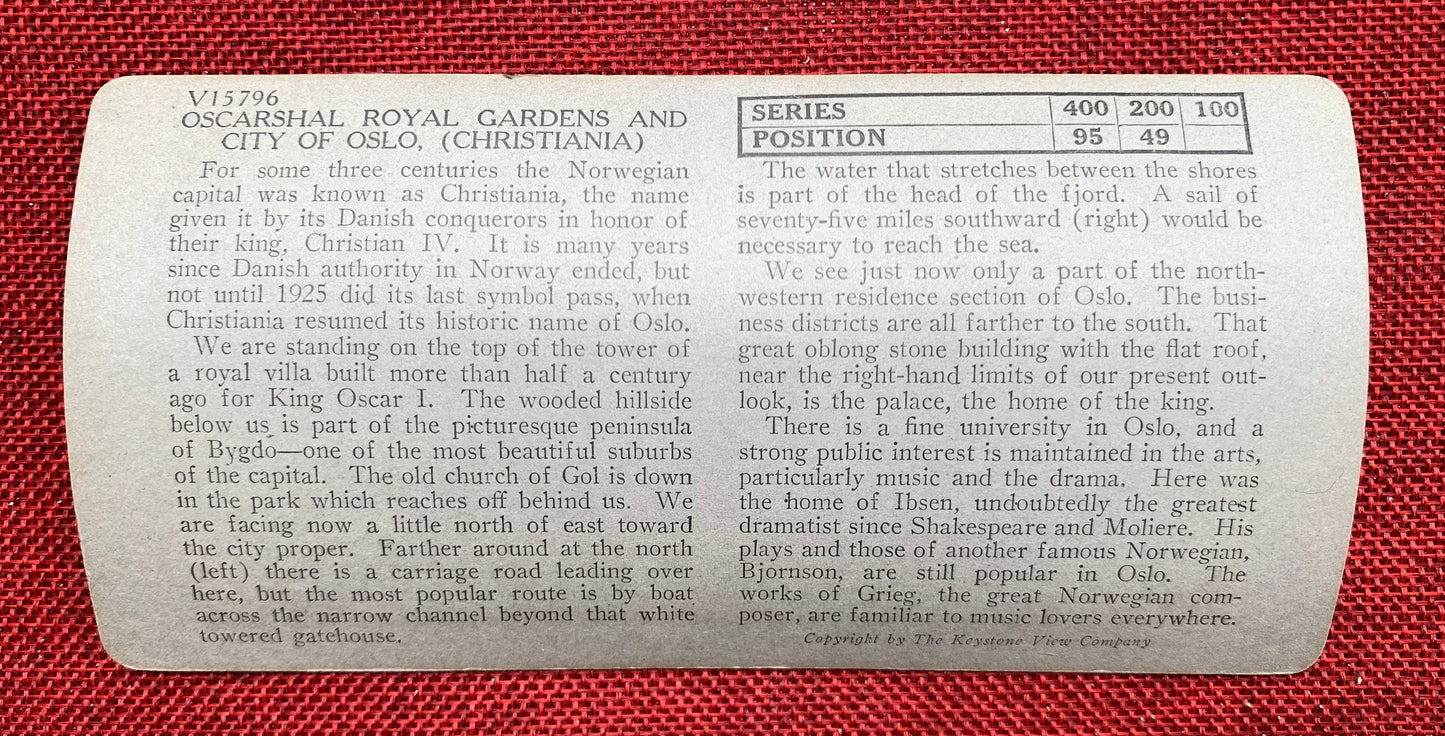 V15796
OSCARSHAL ROYAL GARDENS AND
CITY OF OSLO, (CHRISTIANIA)
For some three centuries the Norwegian
capital was known as Christiania, the name
given it by its Danish conquerors in honor of
their king, Christian IV. It is many years
since Danish authority in Norway ended, but
not until 1925 did its last symbol pass, when
Christiania resumed its historic name of Oslo.
We are standing on the top of the tower of
a royal villa built more than half a century
ago for King Oscar I. The wooded hillside
below us is part of the picturesque peninsula
of Bygdo—one of the most beautiful suburbs
of the capital. The old church of Gol is down
in the park which reaches off behind us. We
are facing now a little north of east toward
the city proper. Farther around at the north
(left) there is a carriage road leading over
here, but the most popular route is by boat
across the narrow channel beyond that white
towered gatehouse.
SERIES 400 200 100
POSITION 95 49
The water that stretches between the shores
is part of the head of the fjord. A sail of
seventy-five miles southward (right) would be
necessary to reach the sea.
We see just now only a part of the north-
western residence section of Oslo. The busi-
ness districts are all farther to the south. That
great oblong stone building with the flat roof,
near the right-hand limits of our present out-
look, is the palace, the home of the king.
There is a fine university in Oslo, and a
strong public interest is maintained in the arts,
particularly music and the drama. Here was
the home of Ibsen, undoubtedly the greatest
dramatist since Shakespeare and Moliere. His
plays and those of another famous Norwegian,
Bjornson, are still popular in Oslo. The
works of Grieg, the great Norwegian com-
poser, are familiar to music lovers everywhere.
Copyright by The Keystone View Company